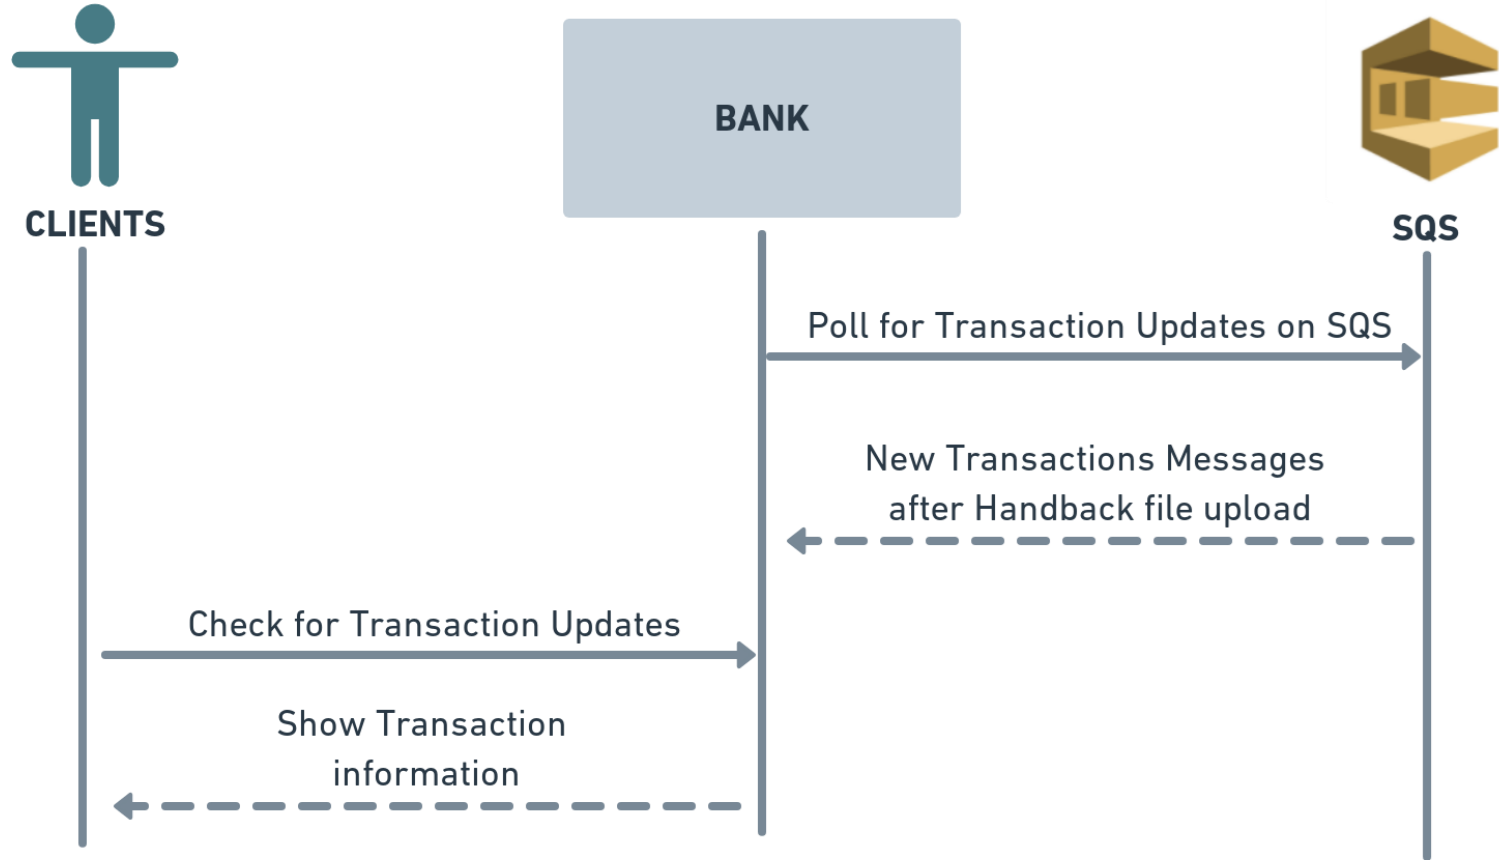 BANK
CLIENTS
SQS
Poll for Transaction Updates on SQS
New Transactions Messages
after Handback file upload
Check for Transaction Updates
Show Transaction
information